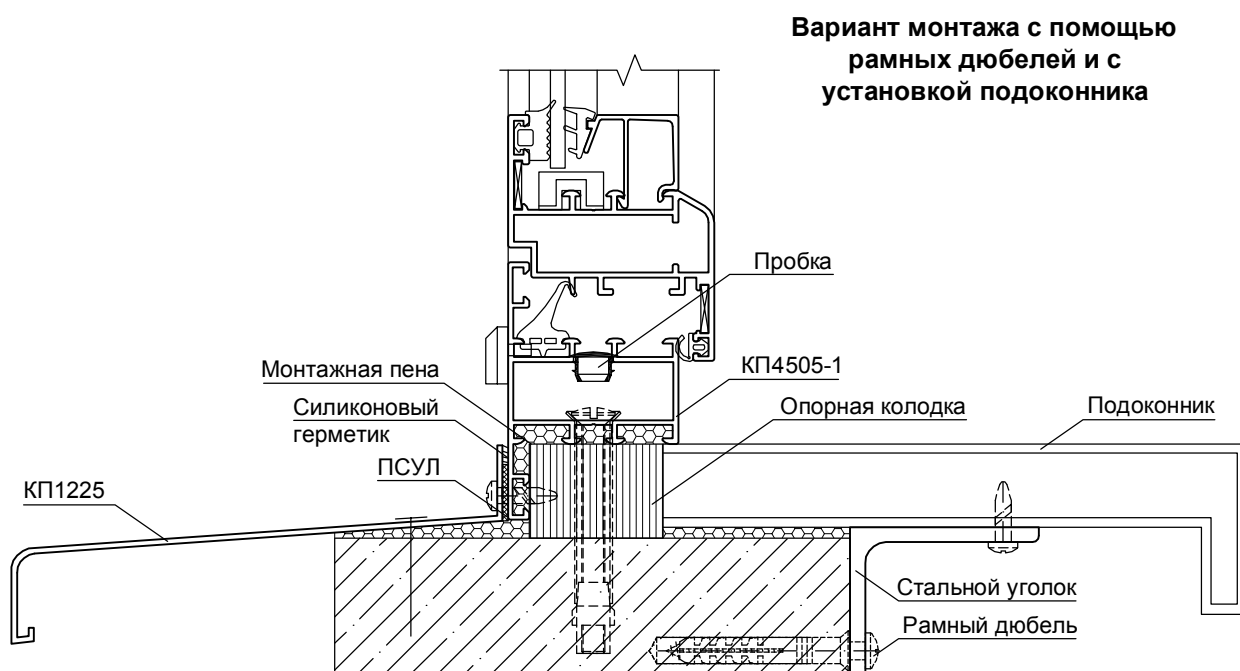 Вариант монтажа с помощью
рамных дюбелей и с
установкой подоконника
Пробка
КП4505-1
Монтажная пена
Силиконовый
герметик
Опорная колодка
Подоконник
ПСУЛ
КП1225
Стальной уголок
Рамный дюбель